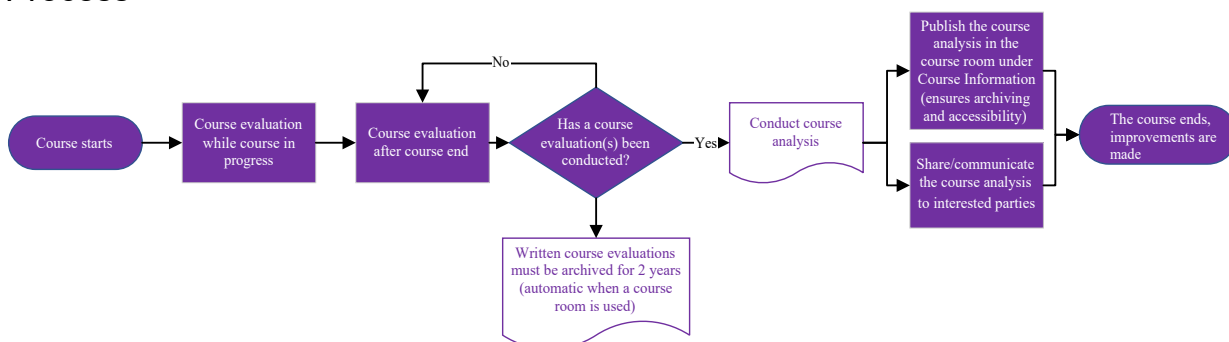 Process
No
Course starts
Course evaluation
while course in
progress
Course evaluation
after course end
Has a course
evaluation(s) been
conducted?
Yes
Conduct course
analysis
Publish the course
analysis in the
course room under
Course Information
(ensures archiving
and accessibility)
Share/communicate
the course analysis
to interested parties
The course ends,
improvements are
made
Written course evaluations
must be archived for 2 years
(automatic when a course
room is used)